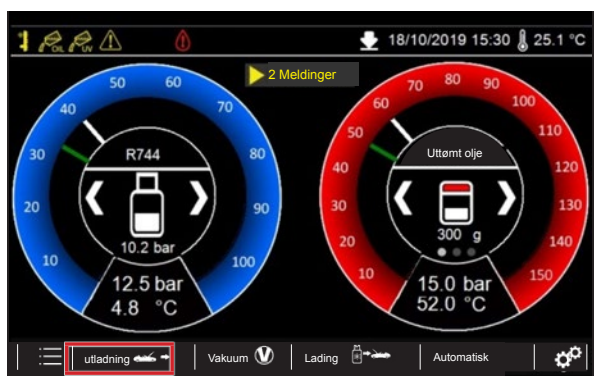 OIL UV 18/10/2019 15:30 25.1 °C
2 Meldinger
10 20 30 40 50 60 70 80 90 100
R744
10.2 bar
12.5 bar
4.8 °C
10 20 30 40 50 60 70 80 90 100 110 120 130 140 150
Uttømt olje
300 g
15.0 bar
52.0 °C
utladning Vakuum V Lading Automatisk